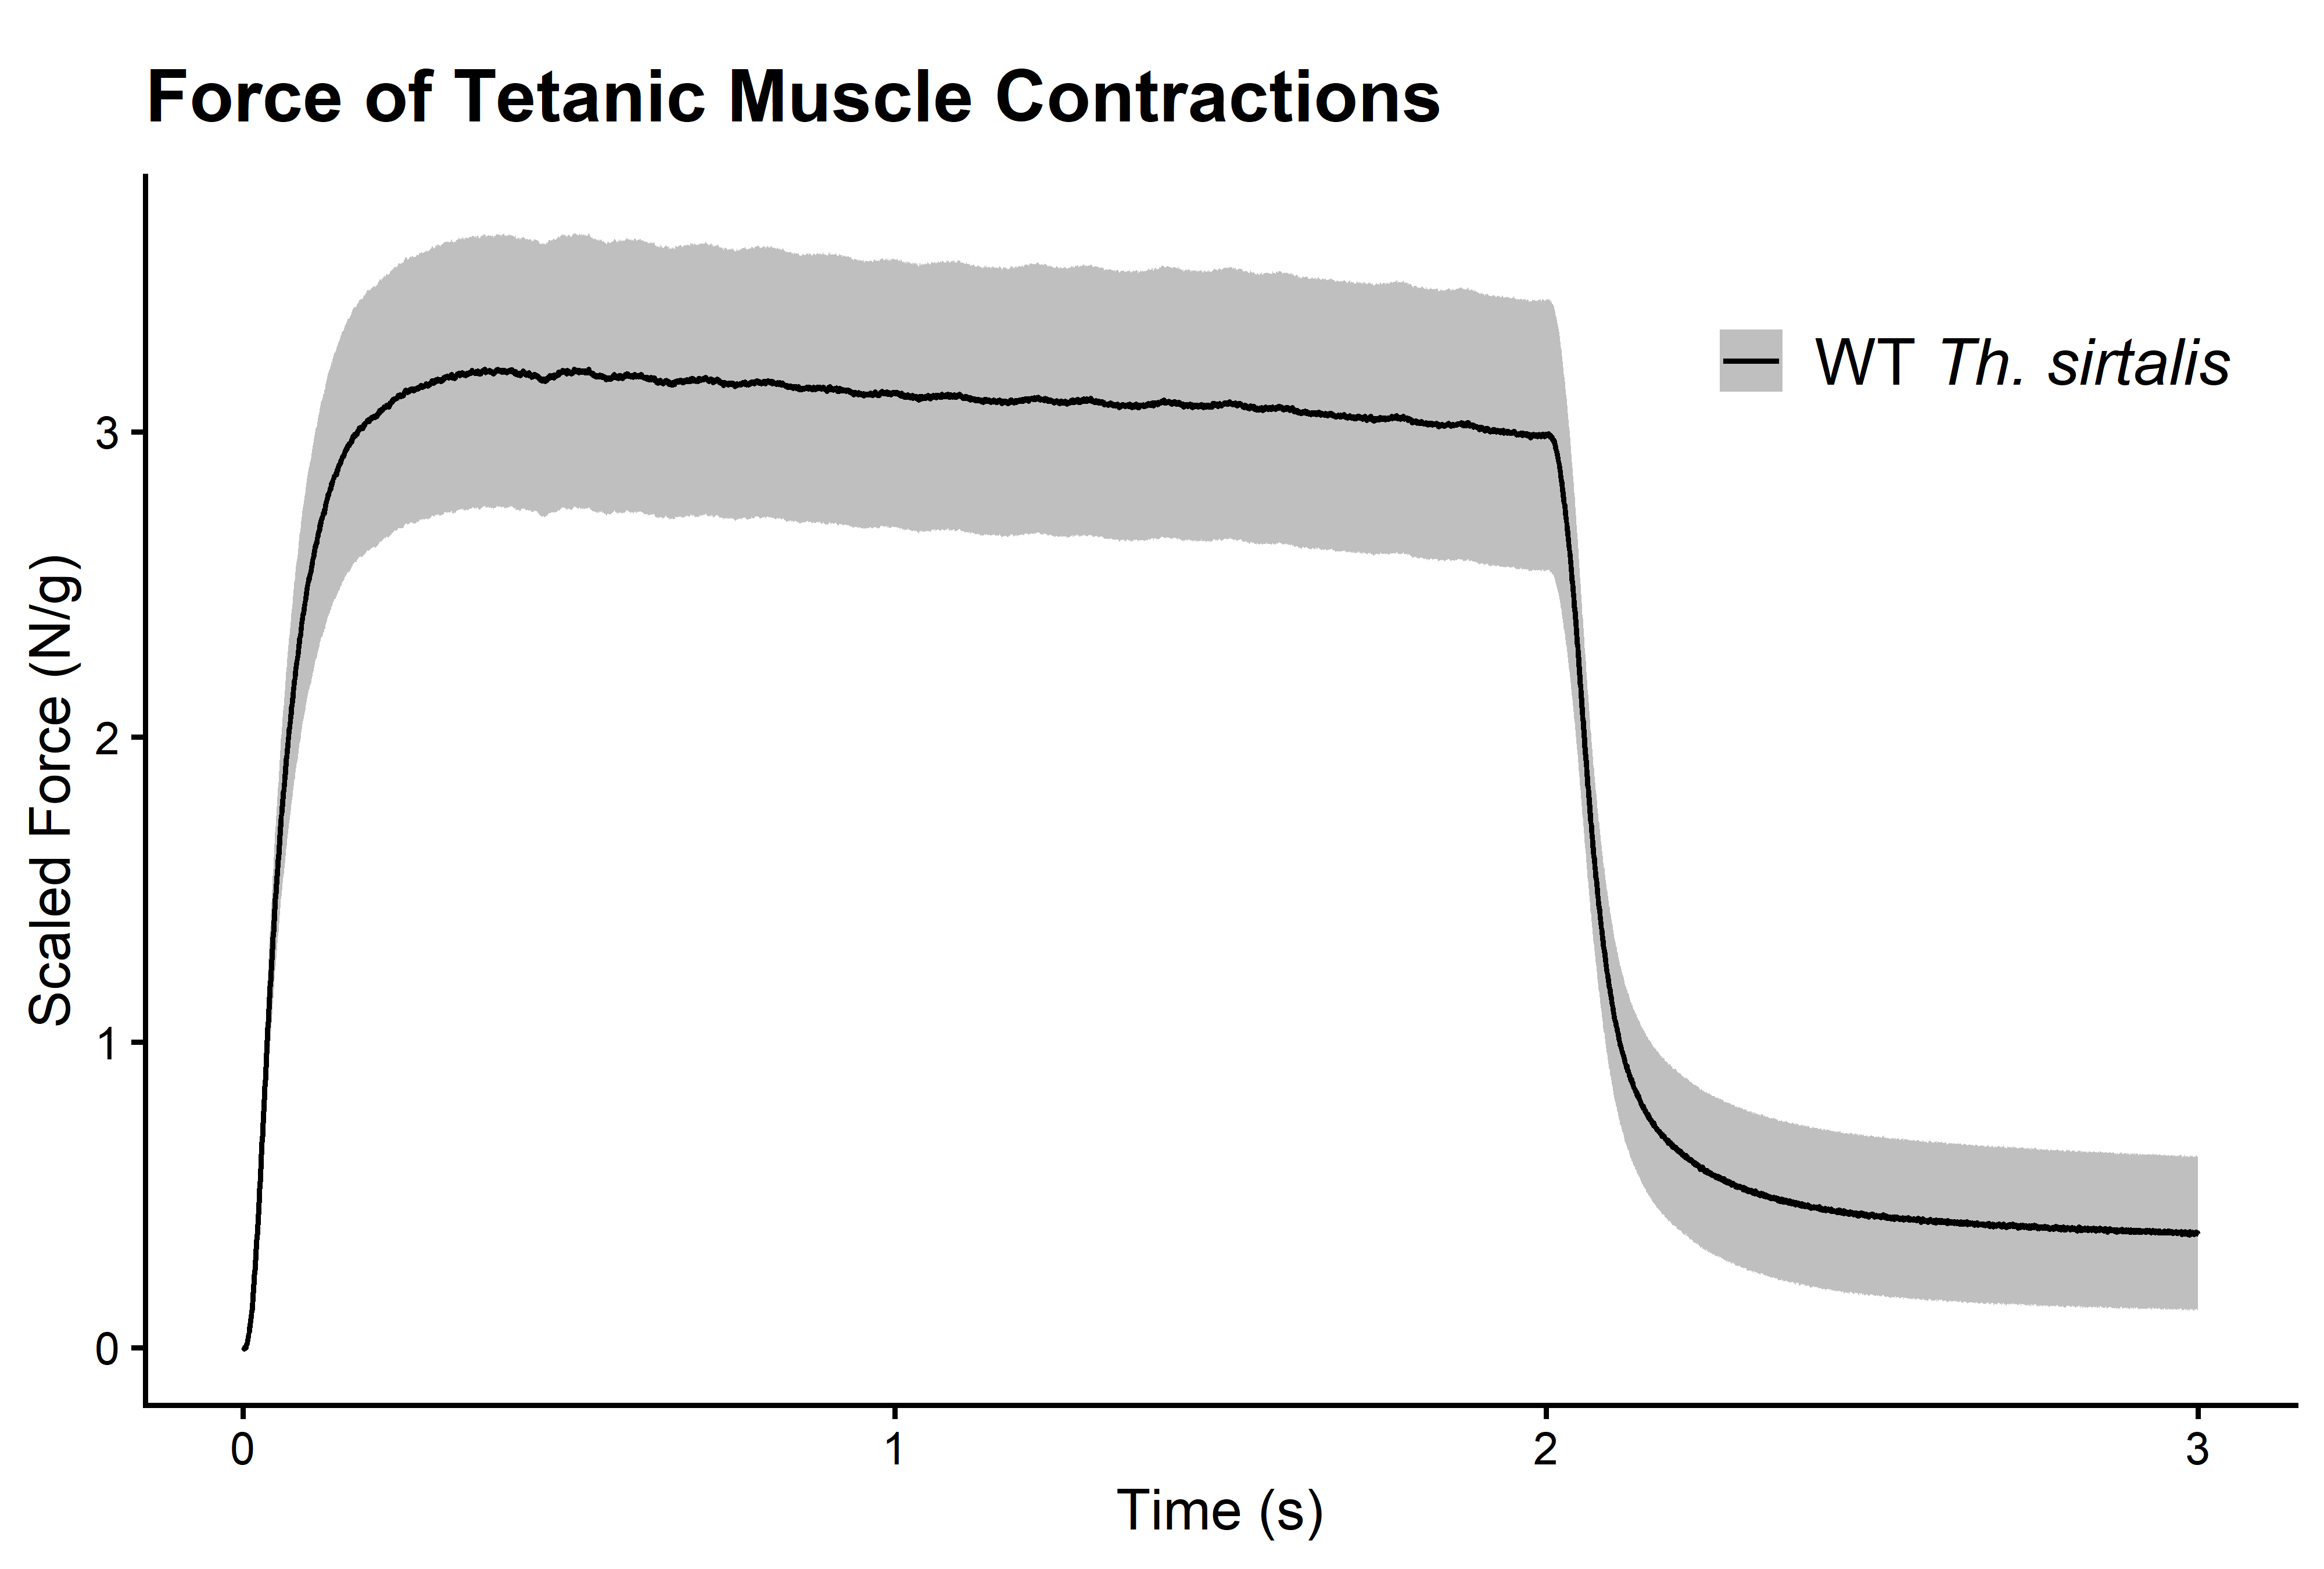 Force of Tetanic Muscle Contractions
WT Th. sirtalis
Scaled Force (N/g)
3
2
1
0
0
1
2
3
Time (s)